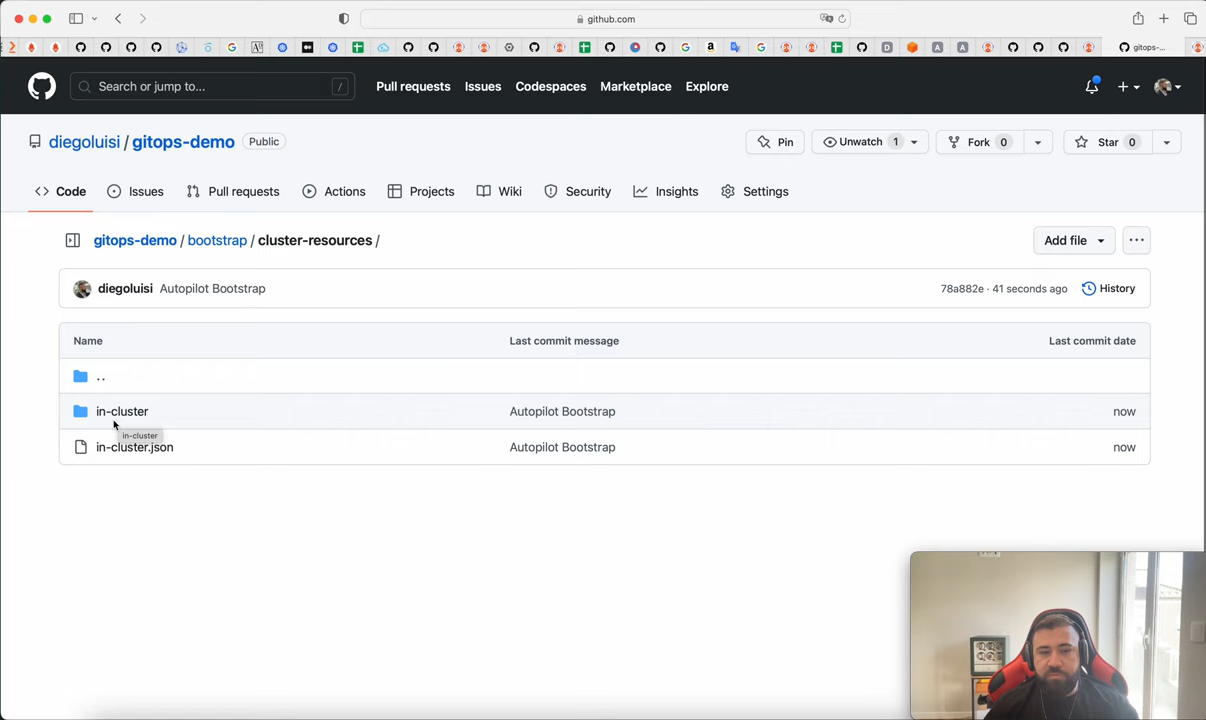 github.com
gitops-...
Search or jump to... /
Pull requests Issues Codespaces Marketplace Explore
diegoluisi / gitops-demo Public
Pin Unwatch 1 Fork 0 Star 0
Code Issues Pull requests Actions Projects Wiki Security Insights Settings
gitops-demo / bootstrap / cluster-resources /
Add file
diegoluisi Autopilot Bootstrap 78a882e · 41 seconds ago History
Name Last commit message Last commit date
..
in-cluster Autopilot Bootstrap now
in-cluster
in-cluster.json Autopilot Bootstrap now